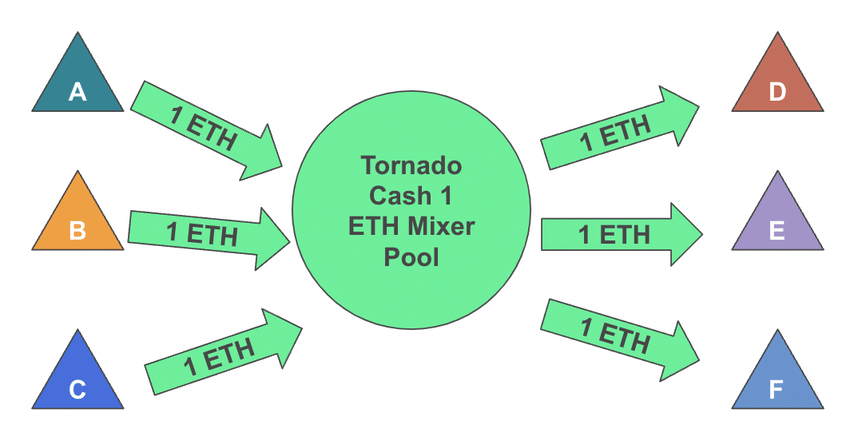 A
1 ETH
B
1 ETH
C
1 ETH
Tornado
Cash 1
ETH Mixer
Pool
1 ETH
D
1 ETH
E
1 ETH
F